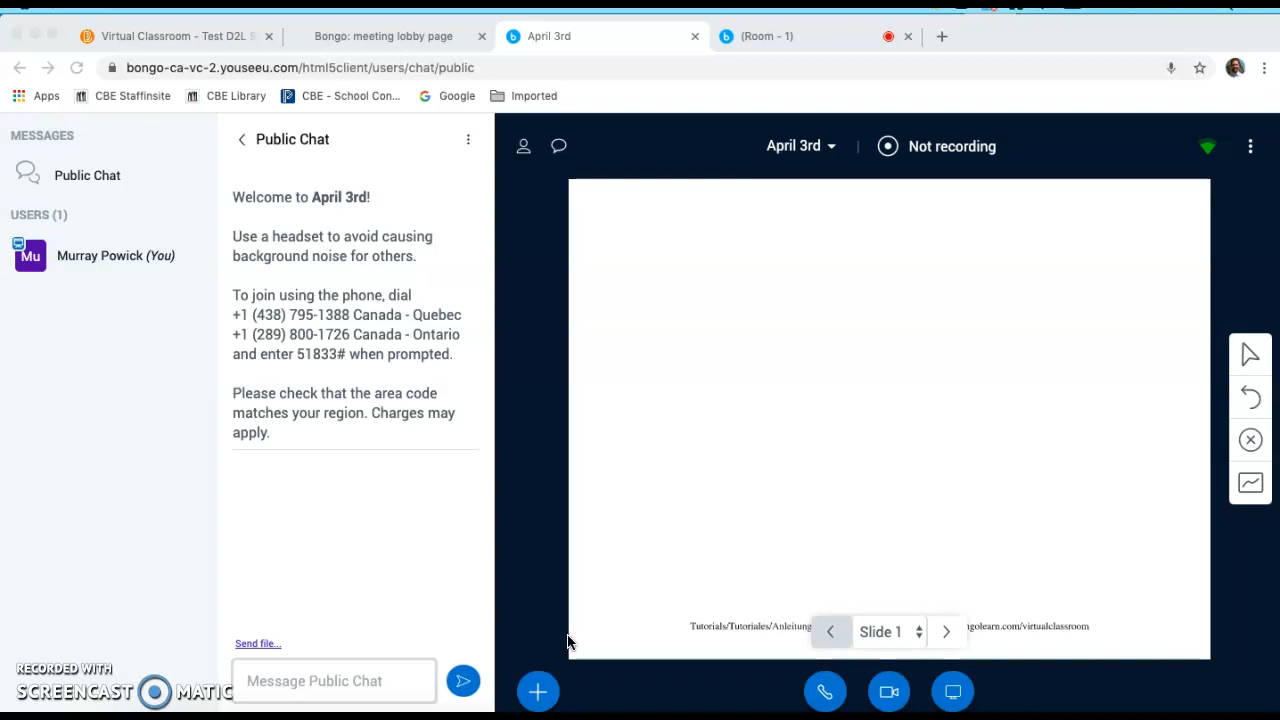 Virtual Classroom - Test D2L S
Bongo: meeting lobby page
April 3rd
(Room - 1)
bongo-ca-vc-2.youseeu.com/html5client/users/chat/public
Apps
CBE Staffinsite
CBE Library
CBE - School Con...
Google
Imported
MESSAGES
Public Chat
USERS (1)
Mu
Murray Powick (You)
Public Chat
Welcome to April 3rd!
Use a headset to avoid causing
background noise for others.
To join using the phone, dial
+1 (438) 795-1388 Canada - Quebec
+1 (289) 800-1726 Canada - Ontario
and enter 51833# when prompted.
Please check that the area code
matches your region. Charges may
apply.
Send file...
Message Public Chat
April 3rd
Not recording
Tutorials/Tutoriales/Anleitung
golearn.com/virtualclassroom
Slide 1
RECORDED WITH
SCREENCAST MATIC